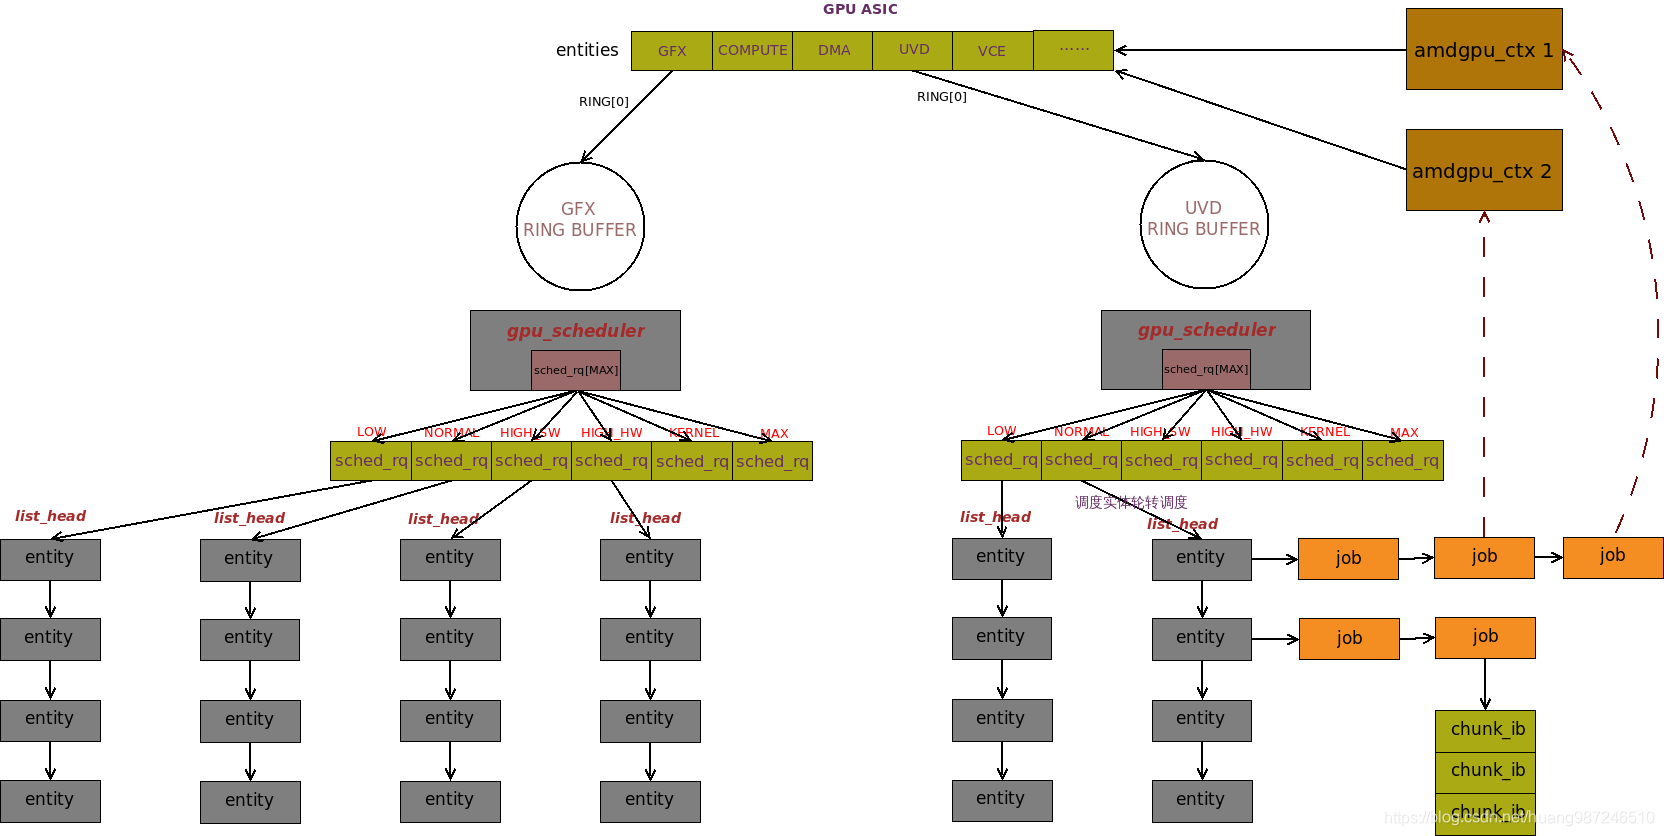 GPU ASIC
entities
GFX
COMPUTE
DMA
UVD
VCE
......
amdgpu_ctx 1
RING[0]
RING[0]
amdgpu_ctx 2
GFX
RING BUFFER
UVD
RING BUFFER
gpu_scheduler
sched_rq[MAX]
gpu_scheduler
sched_rq[MAX]
LOW
NORMAL
HIGH_SW
HIGH_HW
KERNEL
MAX
LOW
NORMAL
HIGH_SW
HIGH_HW
KERNEL
MAX
sched_rq
sched_rq
sched_rq
sched_rq
sched_rq
sched_rq
sched_rq
sched_rq
sched_rq
sched_rq
sched_rq
sched_rq
调度实体轮转调度
list_head
list_head
list_head
list_head
list_head
list_head
entity
entity
entity
entity
entity
entity
job
job
job
entity
entity
entity
entity
entity
entity
job
job
entity
entity
entity
entity
entity
entity
chunk_ib
chunk_ib
entity
entity
entity
entity
entity
entity
chunk_ib
https://blog.csdn.net/huang987246510